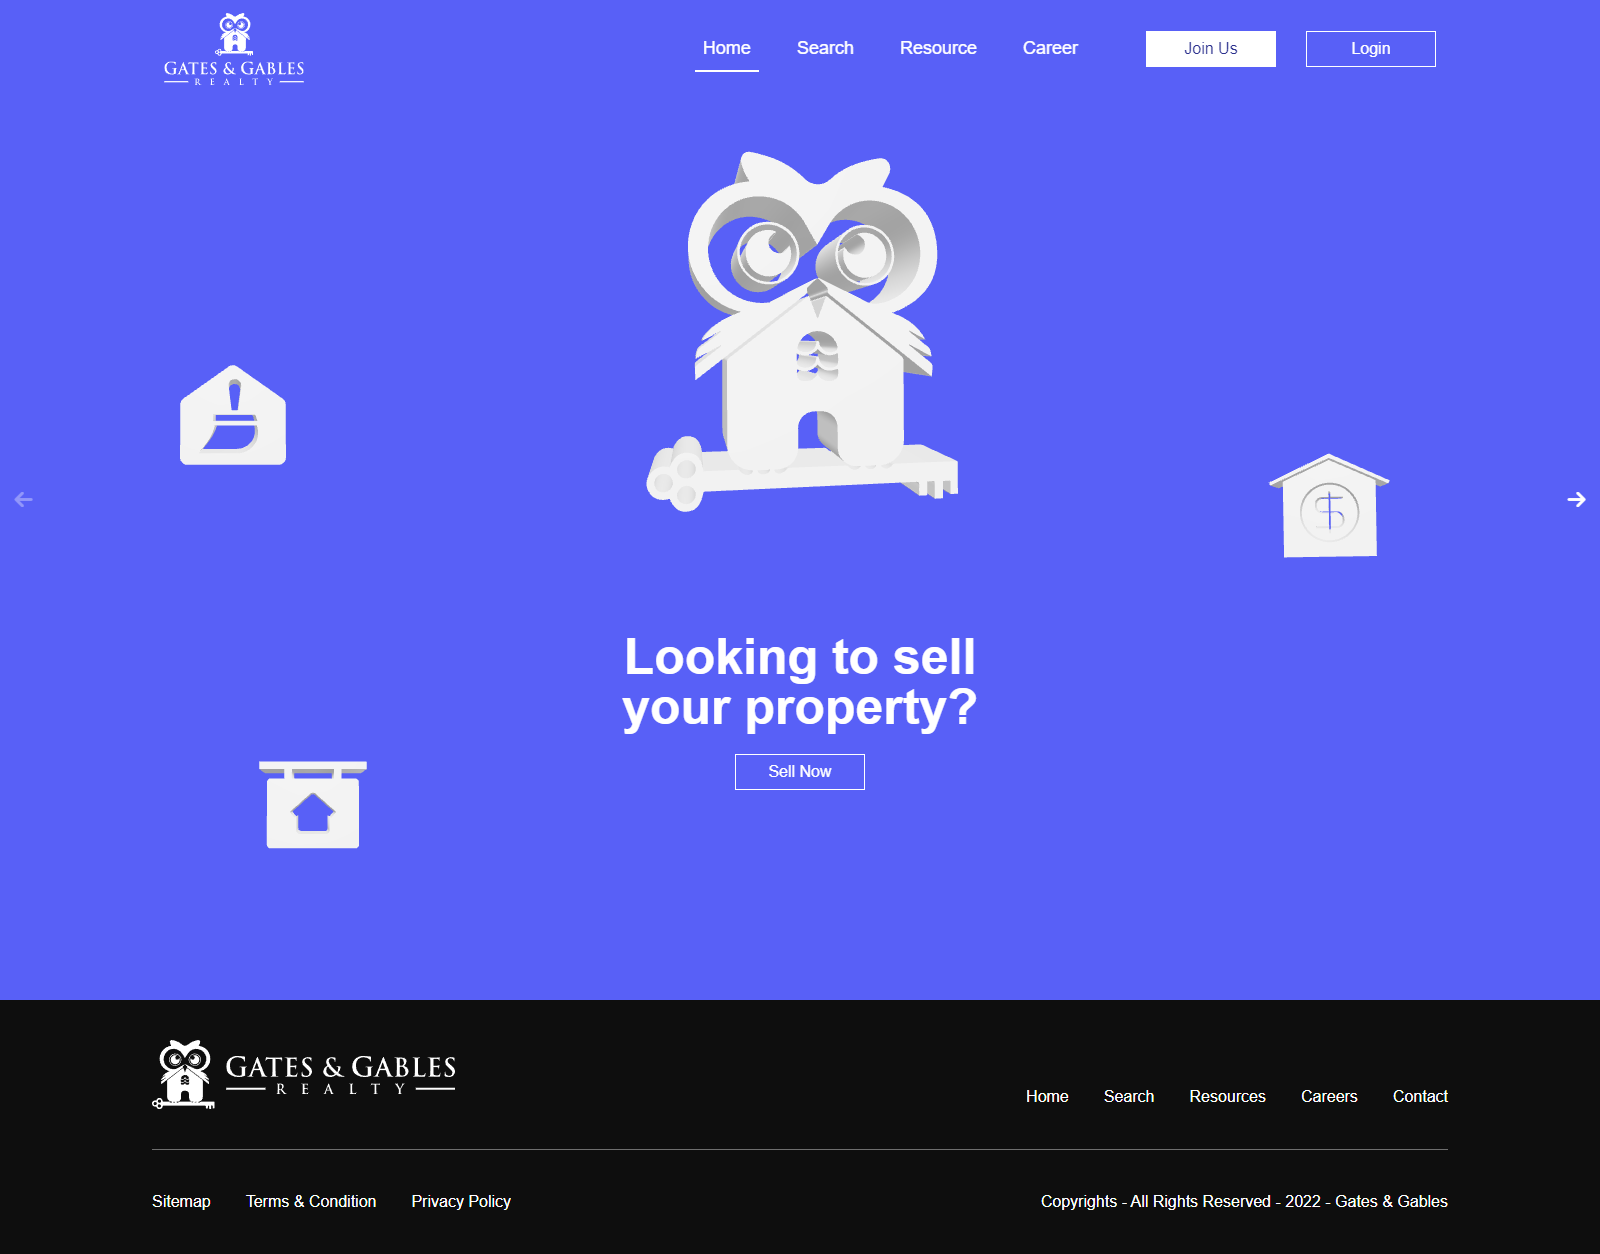 GATES & GABLES
REALTY
Home Search Resource Career Join Us Login
Looking to sell
your property?
Sell Now
GATES & GABLES
REALTY
Home Search Resources Careers Contact
Sitemap Terms & Condition Privacy Policy Copyrights - All Rights Reserved - 2022 - Gates & Gables